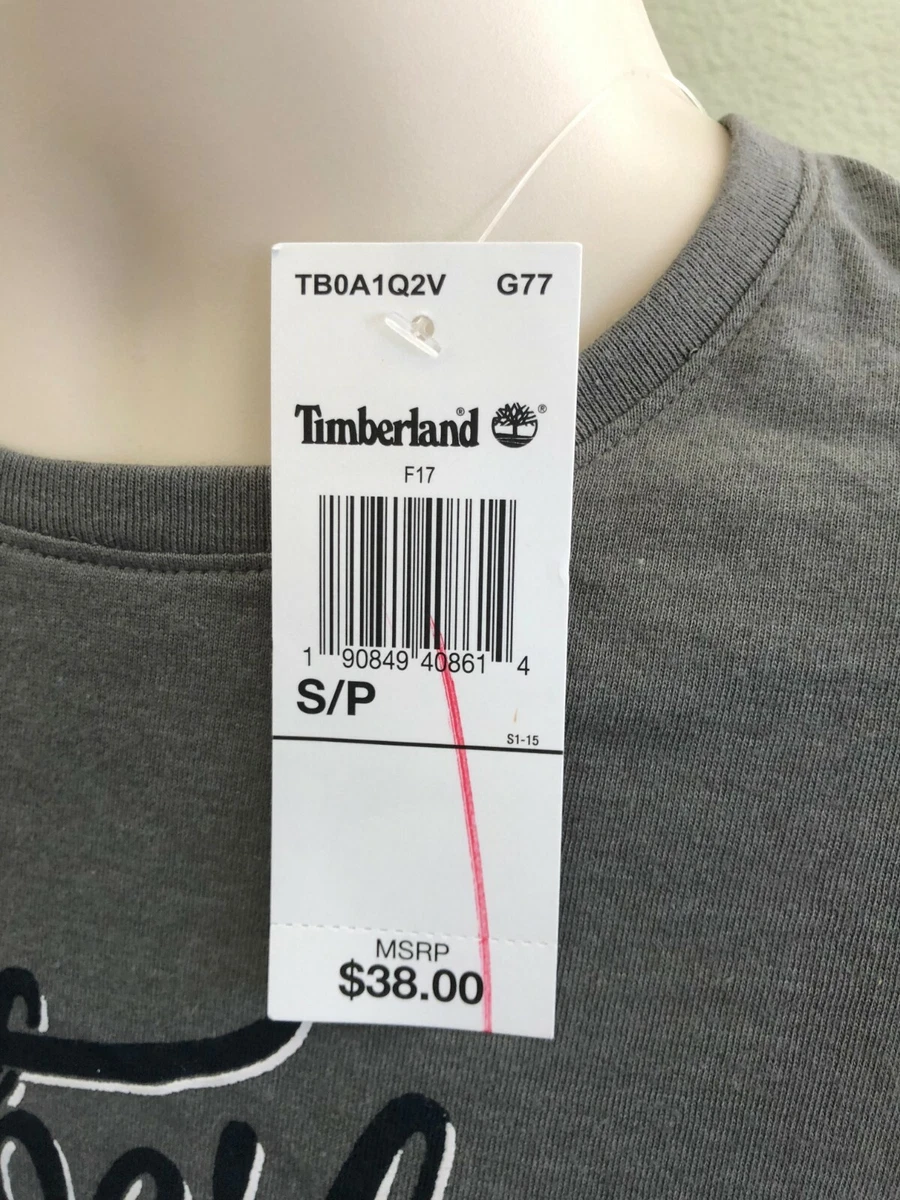 TB0A1Q2V G77
Timberland® ®
F17
1 90849 40861 4
S/P
S1-15
MSRP
$38.00